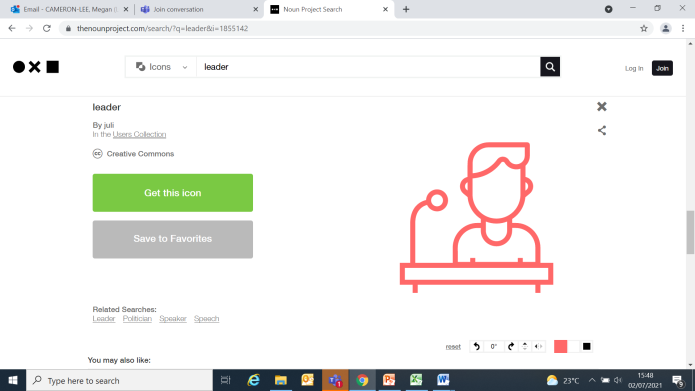 Email - CAMERON-LEE, Megan (
Join conversation
Noun Project Search
thenounproject.com/search/?q=leader&i=1855142
Icons
leader
Log In
Join
leader
By juli
In the Users Collection
cc
Creative Commons
Get this icon
Save to Favorites
Related Searches:
Leader Politician Speaker Speech
reset
0°
You may also like:
Type here to search
23°C
15:48
02/07/2021